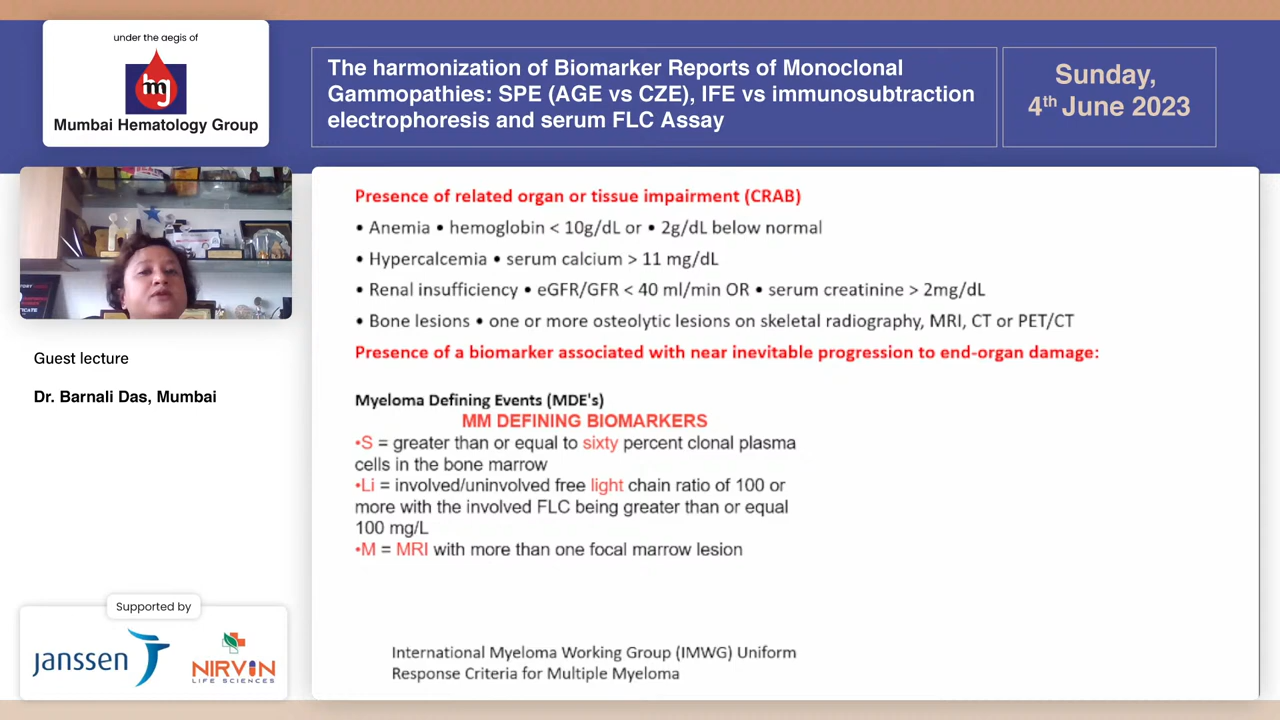 under the aegis of
mg
Mumbai Hematology Group
The harmonization of Biomarker Reports of Monoclonal
Gammopathies: SPE (AGE vs CZE), IFE vs immunosubtraction
electrophoresis and serum FLC Assay
Sunday,
4th June 2023
Guest lecture
Dr. Barnali Das, Mumbai
Supported by
janssen
NIRVIN
LIFE SCIENCES
Presence of related organ or tissue impairment (CRAB)
• Anemia • hemoglobin < 10g/dL or • 2g/dL below normal
• Hypercalcemia • serum calcium > 11 mg/dL
• Renal insufficiency • eGFR/GFR < 40 ml/min OR • serum creatinine > 2mg/dL
• Bone lesions • one or more osteolytic lesions on skeletal radiography, MRI, CT or PET/CT
Presence of a biomarker associated with near inevitable progression to end-organ damage:
Myeloma Defining Events (MDE's)
MM DEFINING BIOMARKERS
•S = greater than or equal to sixty percent clonal plasma
cells in the bone marrow
•Li = involved/uninvolved free light chain ratio of 100 or
more with the involved FLC being greater than or equal
100 mg/L
•M = MRI with more than one focal marrow lesion
International Myeloma Working Group (IMWG) Uniform
Response Criteria for Multiple Myeloma